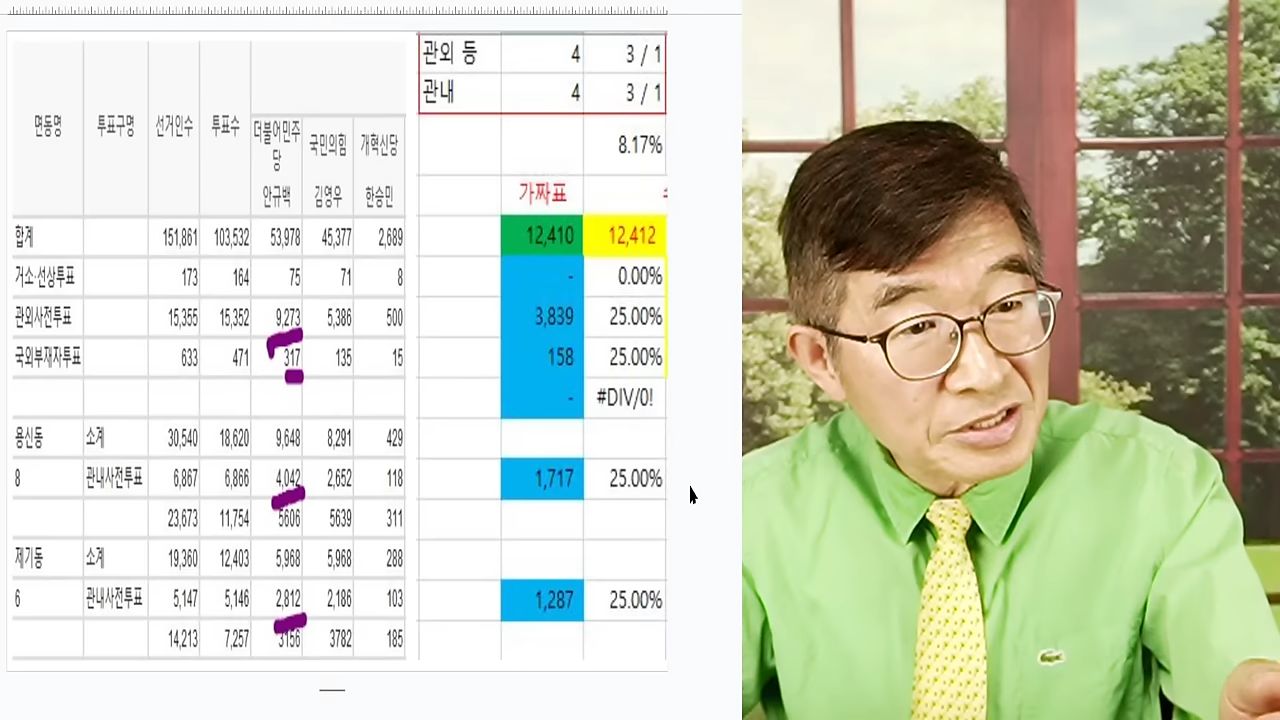 면동명 투표구명 선거인수 투표수 더불어민주당 안규백 국민의힘 김영우 개혁신당 한승민
합계 151,861 103,532 53,978 45,377 2,689
거소·선상투표 173 164 75 71 8
관외사전투표 15,355 15,352 9,273 5,386 500
국외부재자투표 633 471 317 135 15
용신동 소계 30,540 18,620 9,648 8,291 429
8 관내사전투표 6,867 6,866 4,042 2,652 118
23,673 11,754 5606 5639 311
제기동 소계 19,360 12,403 5,968 5,968 288
6 관내사전투표 5,147 5,146 2,812 2,186 103
14,213 7,257 3156 3782 185
관외 등 4 3 / 1
관내 4 3 / 1
8.17%
가짜표
12,410 12,412
- 0.00%
3,839 25.00%
158 25.00%
- #DIV/0!
1,717 25.00%
1,287 25.00%